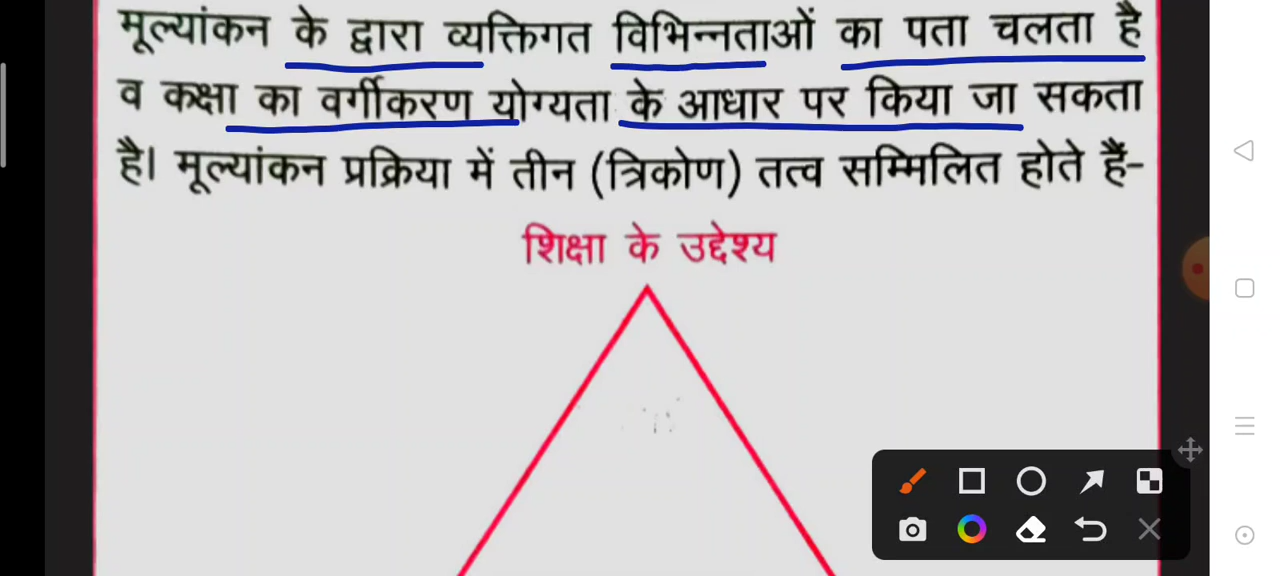 मूल्यांकन के द्वारा व्यक्तिगत विभिन्नताओं का पता चलता है
व कक्षा का वर्गीकरण योग्यता के आधार पर किया जा सकता
है। मूल्यांकन प्रक्रिया में तीन (त्रिकोण) तत्व सम्मिलित होते हैं-
शिक्षा के उद्देश्य